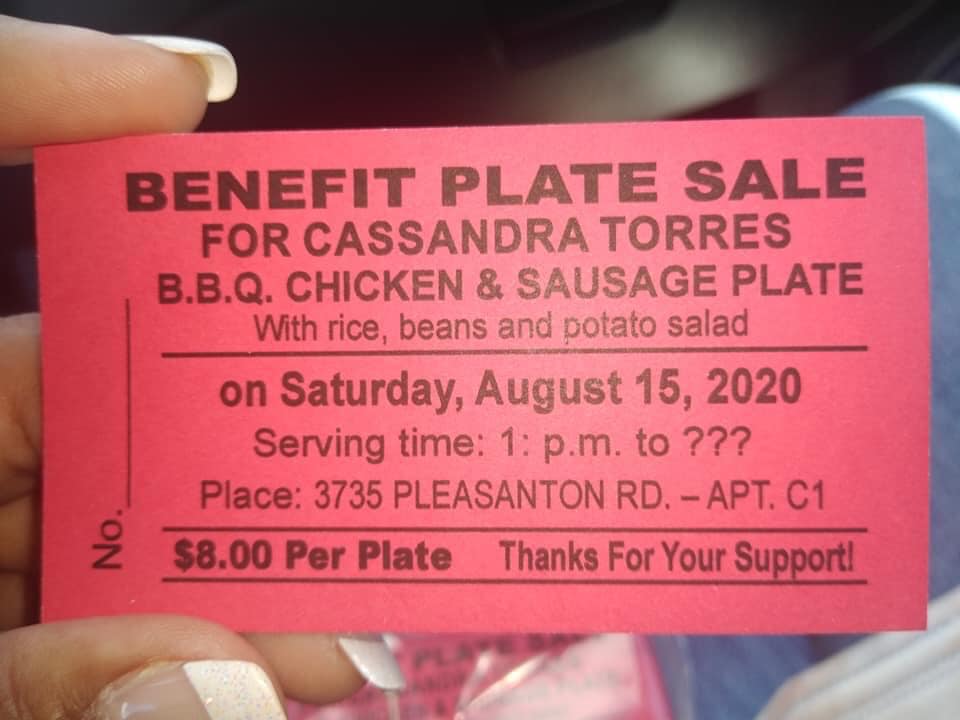 BENEFIT PLATE SALE
FOR CASSANDRA TORRES
B.B.Q. CHICKEN & SAUSAGE PLATE
With rice, beans and potato salad
on Saturday, August 15, 2020
Serving time: 1: p.m. to ???
Place: 3735 PLEASANTON RD. – APT. C1
$8.00 Per Plate Thanks For Your Support!
No.
PLATE